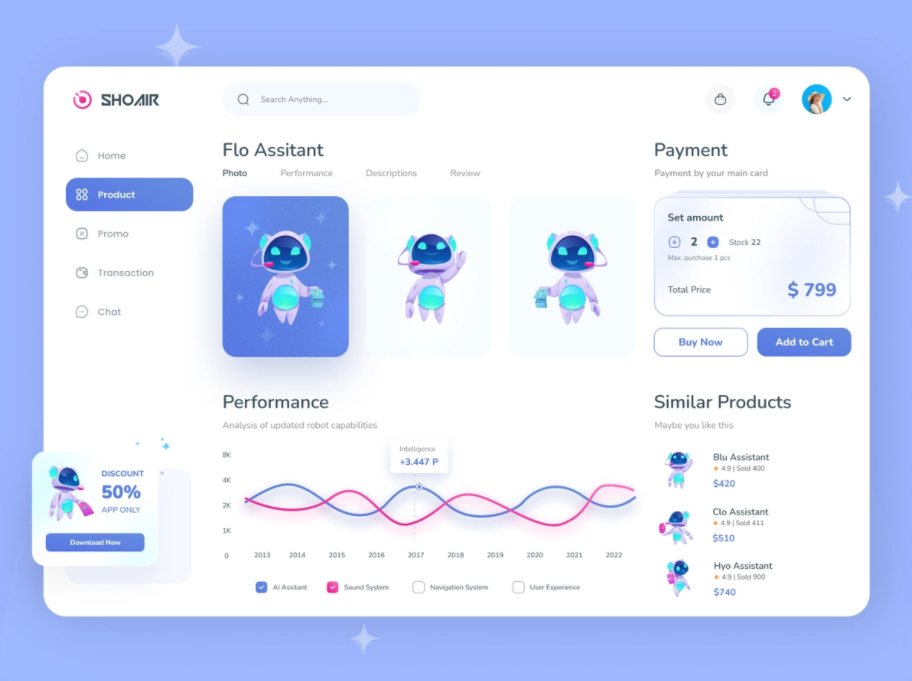 SHOAIR
Search Anything...
2
Home
Product
Promo
Transaction
Chat
DISCOUNT
50%
APP ONLY
Download Now
Flo Assitant
Photo Performance Descriptions Review
Payment
Payment by your main card
Set amount
2 Stock 22
Max. purchase 1 pcs
Total Price $ 799
Buy Now Add to Cart
Performance
Analysis of updated robot capabilities
Intelligence
+3.447 P
8K
4K
2K
1K
0 2013 2014 2015 2016 2017 2018 2019 2020 2021 2022
AI Assitant Sound System Navigation System User Experience
Similar Products
Maybe you like this
Blu Assistant
4.9 | Sold 400
$420
Clo Assistant
4.9 | Sold 411
$510
Hyo Assistant
4.9 | Sold 900
$740